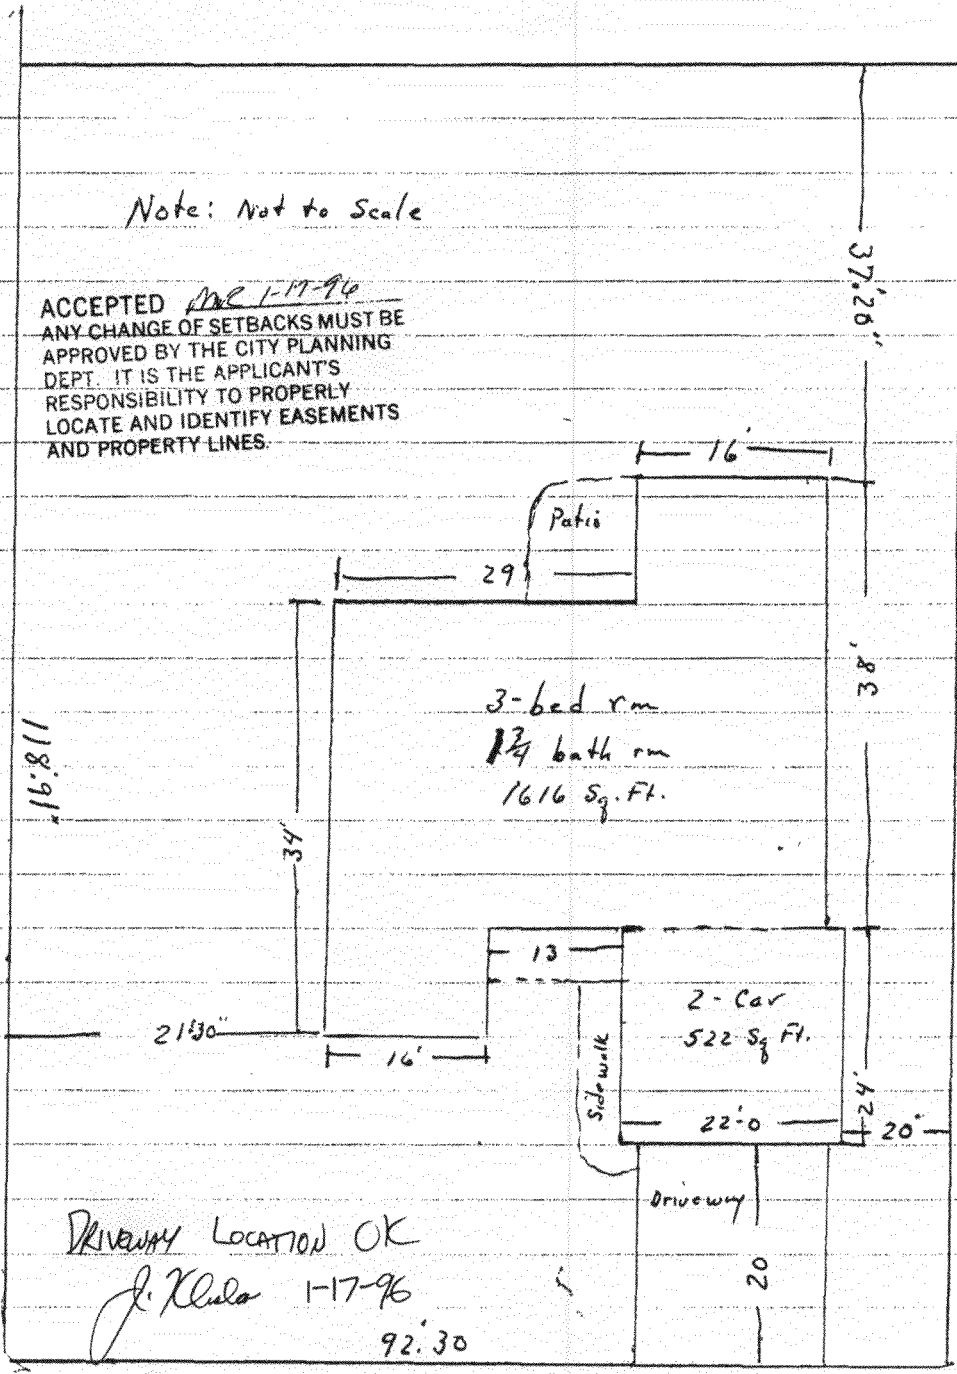 Note: Not to Scale
37'.26"
ACCEPTED 1-17-96
ANY CHANGE OF SETBACKS MUST BE
APPROVED BY THE CITY PLANNING
DEPT. IT IS THE APPLICANT'S
RESPONSIBILITY TO PROPERLY
LOCATE AND IDENTIFY EASEMENTS
AND PROPERTY LINES.
16'
Patio
29'
38'
3-bed rm
1 3/4 bath rm
1616 Sq. Ft.
118'.91"
34'
13
2-Car
522 Sq Ft.
21'.30"
16'
Sidewalk
24'
22'-0
20'
Driveway
DRIVEWAY LOCATION OK
J. 1-17-96
20
92'.30